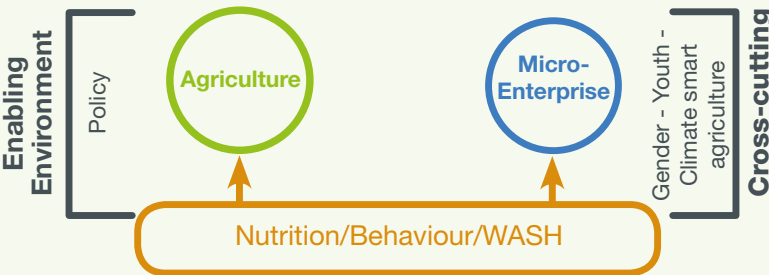 Enabling
Environment
Policy
Agriculture
Micro-
Enterprise
Gender - Youth -
Climate smart
agriculture
Cross-cutting
Nutrition/Behaviour/WASH